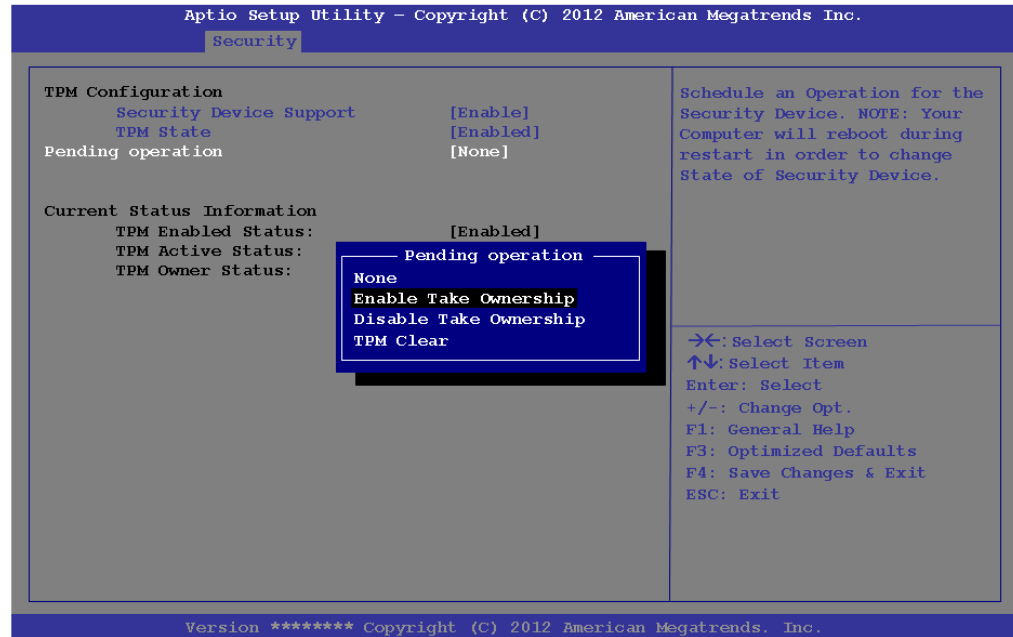 Aptio Setup Utility – Copyright (C) 2012 American Megatrends Inc.
Security
TPM Configuration
Security Device Support [Enable]
TPM State [Enabled]
Pending operation [None]
Current Status Information
TPM Enabled Status: [Enabled]
TPM Active Status:
TPM Owner Status:
Pending operation
None
Enable Take Ownership
Disable Take Ownership
TPM Clear
Schedule an Operation for the
Security Device. NOTE: Your
Computer will reboot during
restart in order to change
State of Security Device.
→←: Select Screen
↑↓: Select Item
Enter: Select
+/-: Change Opt.
F1: General Help
F3: Optimized Defaults
F4: Save Changes & Exit
ESC: Exit
Version ******** Copyright (C) 2012 American Megatrends. Inc.